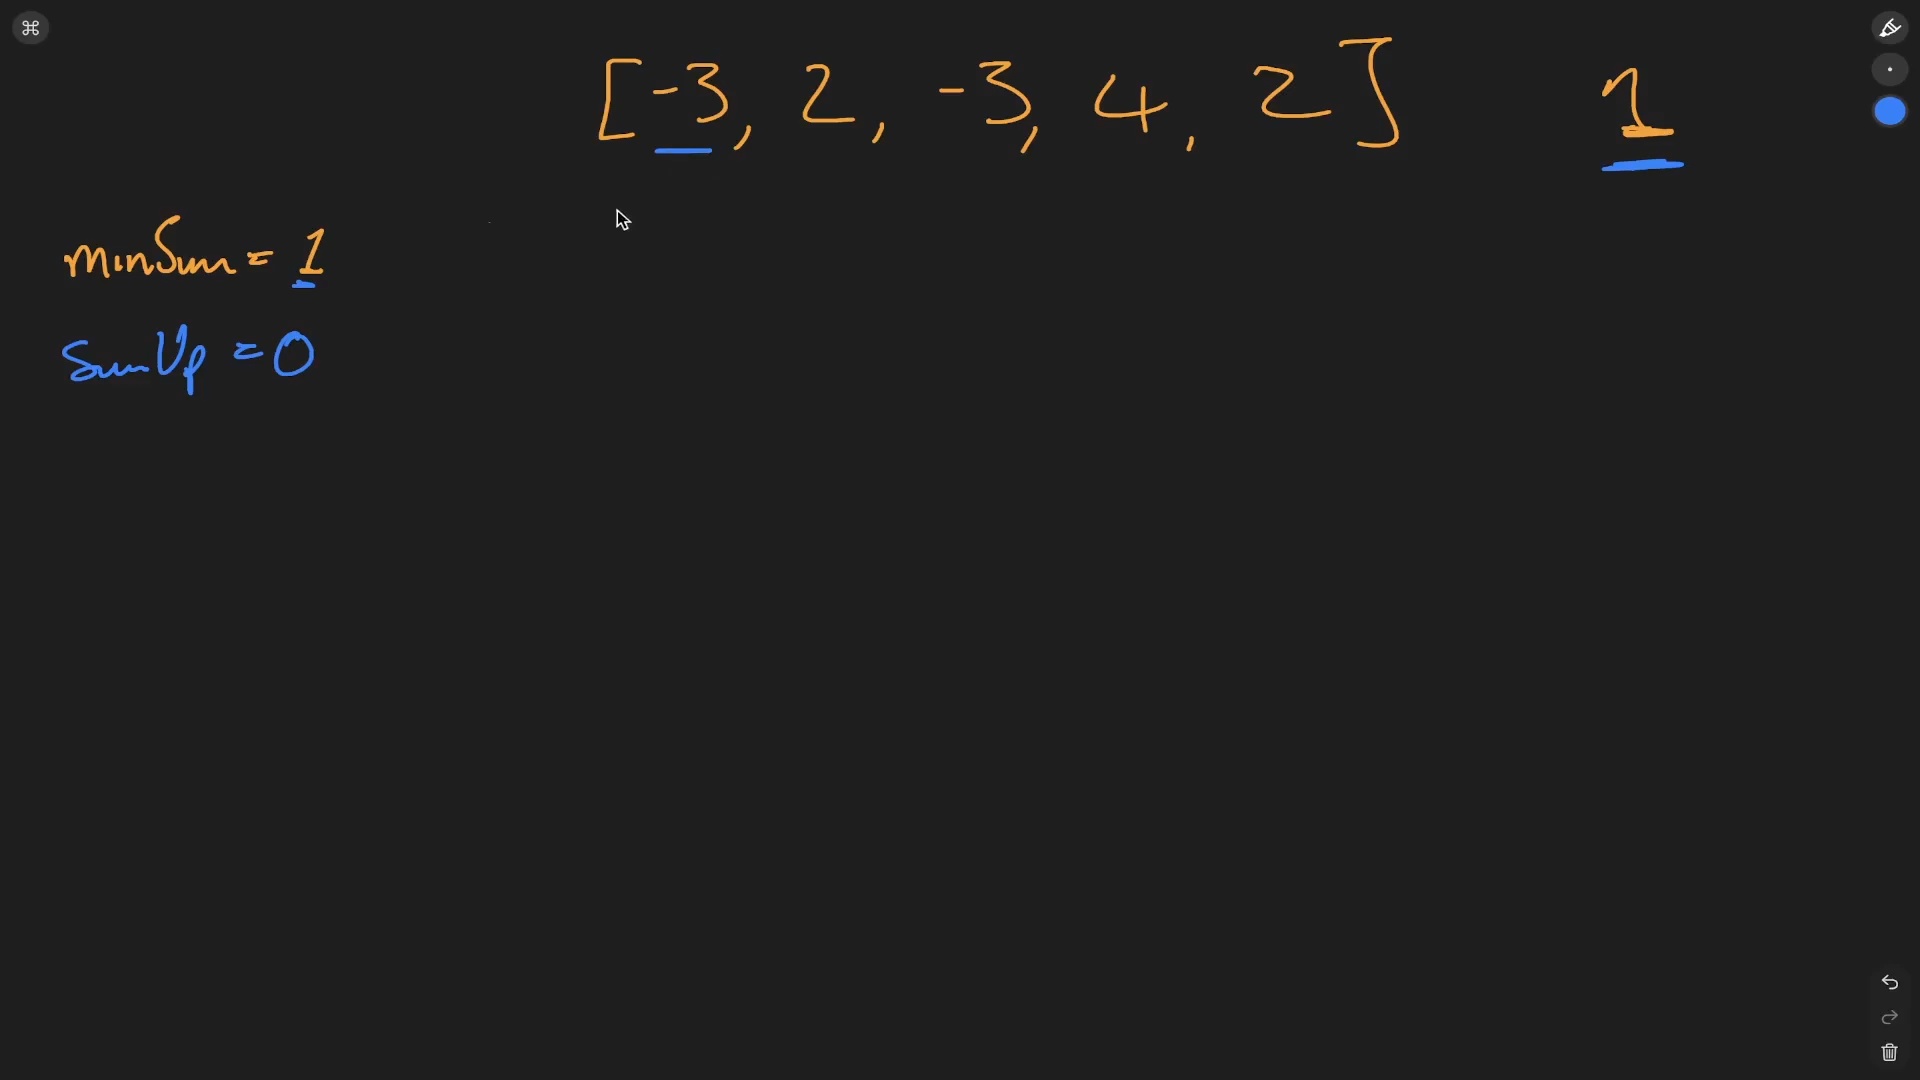 [-3, 2, -3, 4, 2] 1
minSum = 1
SumUp = 0